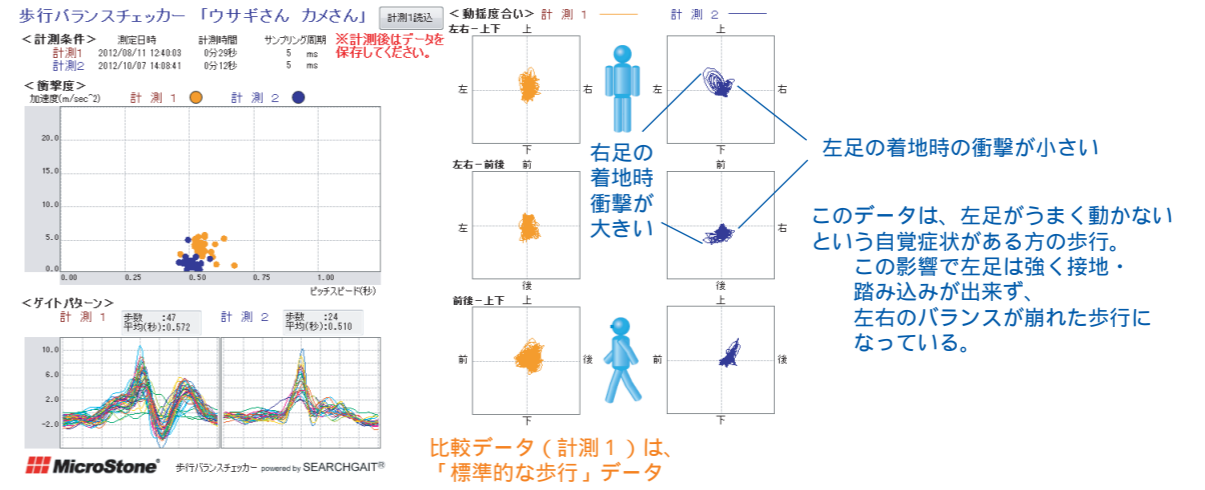 歩行バランスチェッカー 「ウサギさん カメさん」 計測1読込
＜計測条件＞ 測定日時 計測時間 サンプリング周期 ※計測後はデータを
保存してください。
計測1 2012/08/11 12:40:03 0分29秒 5 ms
計測2 2012/10/07 14:08:41 0分12秒 5 ms
＜衝撃度＞
加速度(m/sec^2) 計 測 1 計 測 2
20.0
15.0
10.0
5.0
0.0
0.00 0.25 0.50 0.75 1.00
ピッチスピード(秒)
＜ゲイトパターン＞
計 測 1 歩数 :47
平均(秒):0.572
計 測 2 歩数 :24
平均(秒):0.510
10.0
6.0
2.0
-2.0
MicroStone® 歩行バランスチェッカー powered by SEARCHGAIT®
＜動揺度合い＞ 計 測 1 計 測 2
左右－上下 上 上
左 右 左 右
下 下
左右－前後 前 前
左 右 左 右
後 後
前後－上下 上 上
前 後 前 後
下 下
右足の
着地時
衝撃が
大きい
左足の着地時の衝撃が小さい
このデータは、左足がうまく動かない
という自覚症状がある方の歩行。
この影響で左足は強く接地・
踏み込みが出来ず、
左右のバランスが崩れた歩行に
なっている。
比較データ（計測１）は、
「標準的な歩行」データ